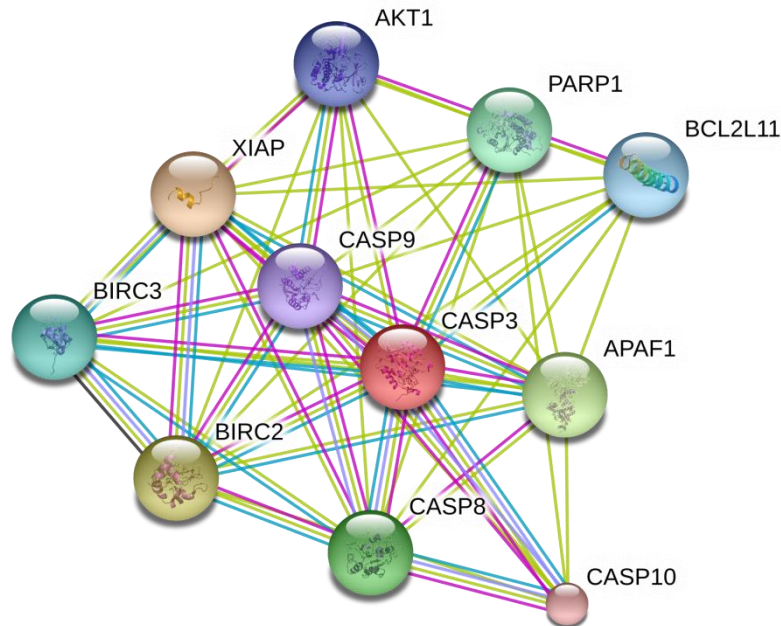 AKT1
PARP1
BCL2L11
XIAP
CASP9
BIRC3
CASP3
APAF1
BIRC2
CASP8
CASP10